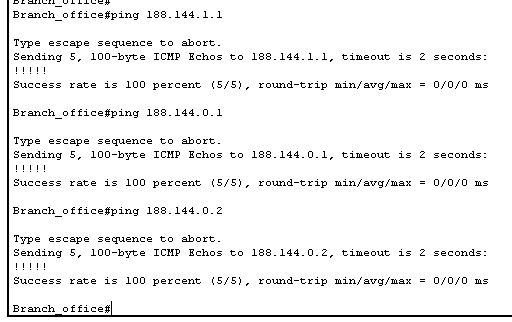 Branch_office#
Branch_office#ping 188.144.1.1
Type escape sequence to abort.
Sending 5, 100-byte ICMP Echos to 188.144.1.1, timeout is 2 seconds:
!!!!!
Success rate is 100 percent (5/5), round-trip min/avg/max = 0/0/0 ms
Branch_office#ping 188.144.0.1
Type escape sequence to abort.
Sending 5, 100-byte ICMP Echos to 188.144.0.1, timeout is 2 seconds:
!!!!!
Success rate is 100 percent (5/5), round-trip min/avg/max = 0/0/0 ms
Branch_office#ping 188.144.0.2
Type escape sequence to abort.
Sending 5, 100-byte ICMP Echos to 188.144.0.2, timeout is 2 seconds:
!!!!!
Success rate is 100 percent (5/5), round-trip min/avg/max = 0/0/0 ms
Branch_office#